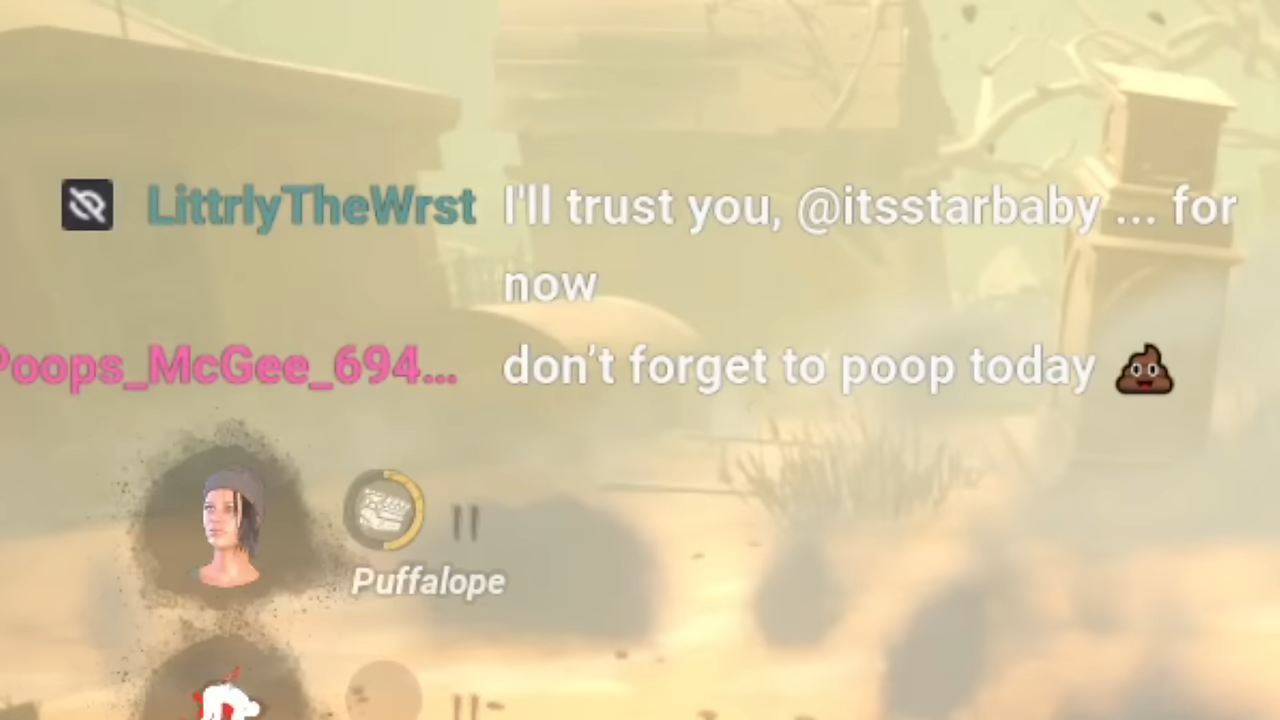 LittrlyTheWrst I'll trust you, @itsstarbaby ... for
now
Poops_McGee_694... don't forget to poop today 💩
Puffalope